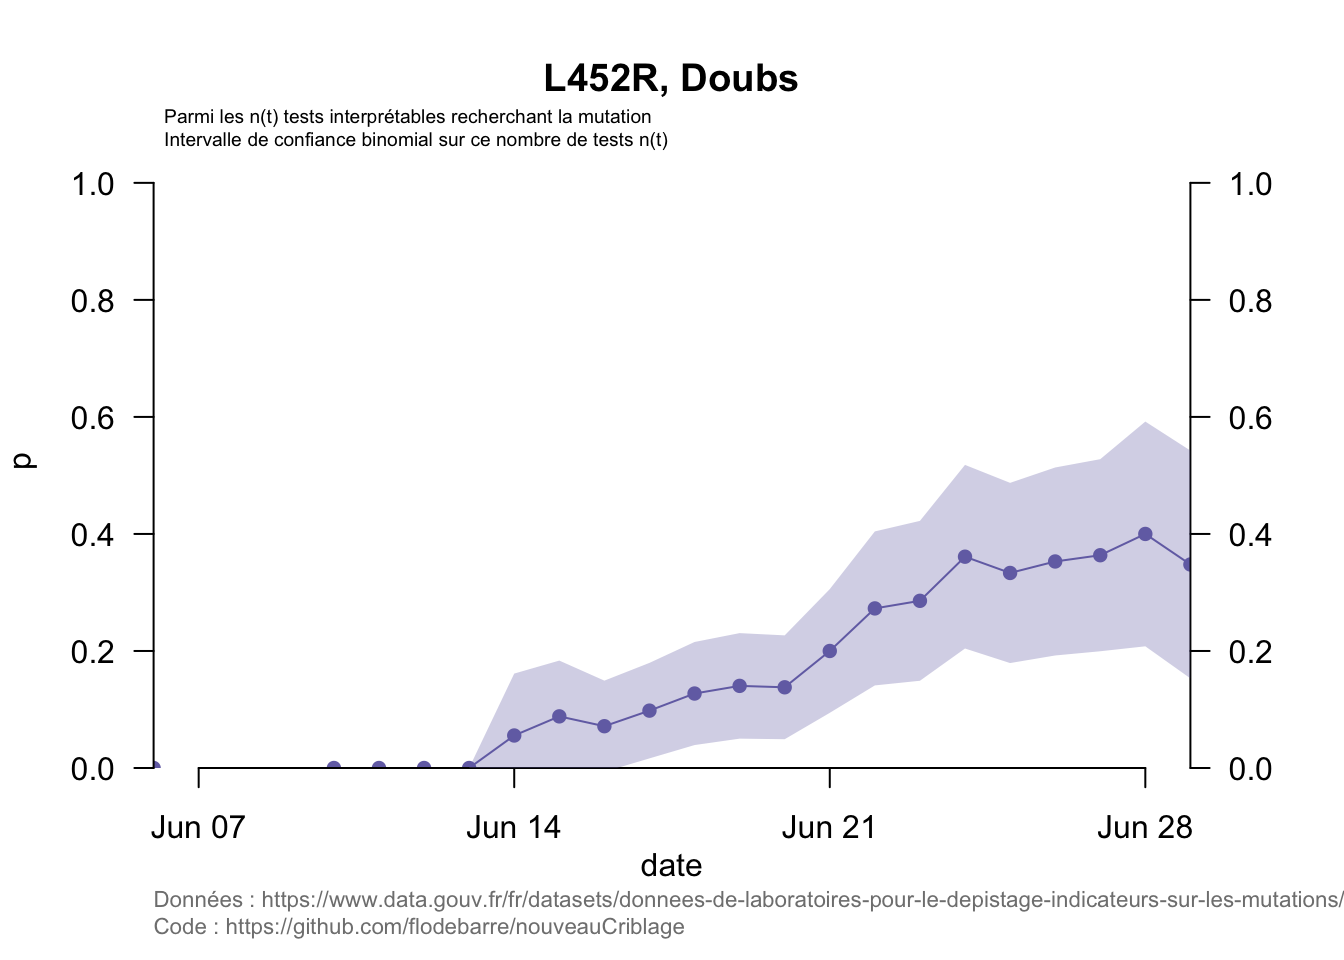 L452R, Doubs
Parmi les n(t) tests interprétables recherchant la mutation
Intervalle de confiance binomial sur ce nombre de tests n(t)
1.0 1.0
0.8 0.8
0.6 0.6
p
0.4 0.4
0.2 0.2
0.0 0.0
Jun 07 Jun 14 Jun 21 Jun 28
date
Données : https://www.data.gouv.fr/fr/datasets/donnees-de-laboratoires-pour-le-depistage-indicateurs-sur-les-mutations/
Code : https://github.com/flodebarre/nouveauCriblage